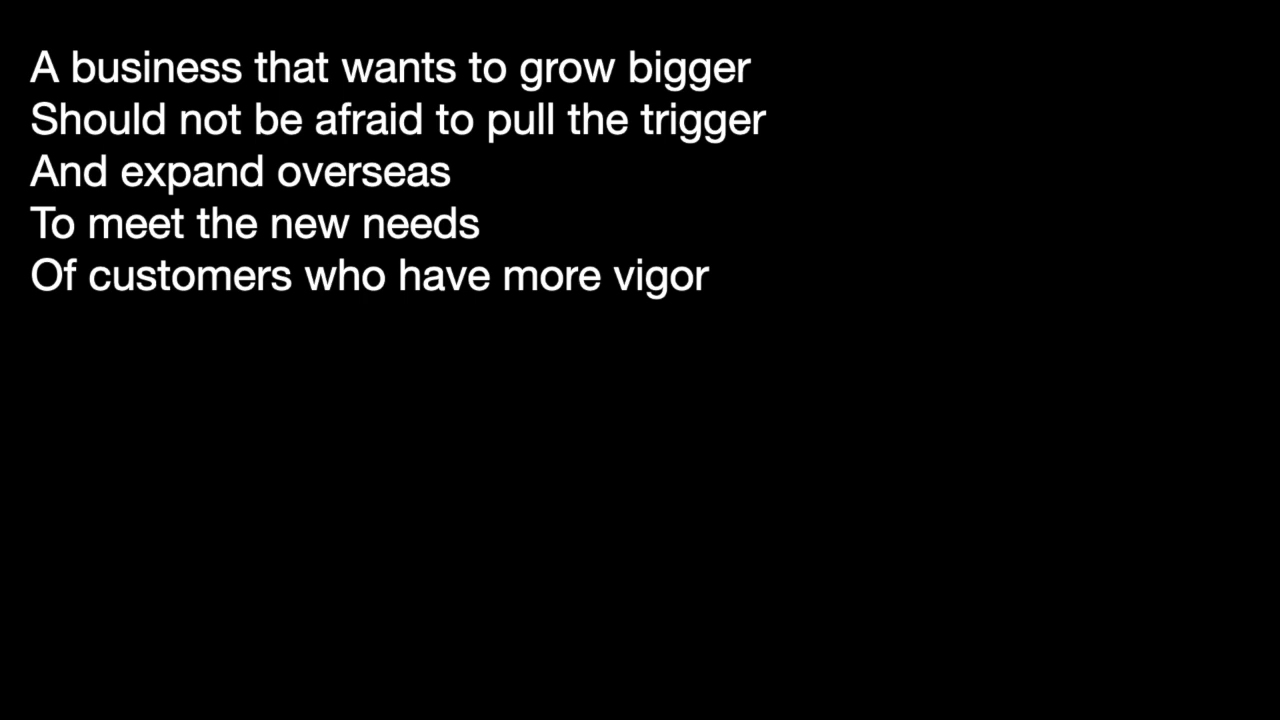 A business that wants to grow bigger
Should not be afraid to pull the trigger
And expand overseas
To meet the new needs
Of customers who have more vigor